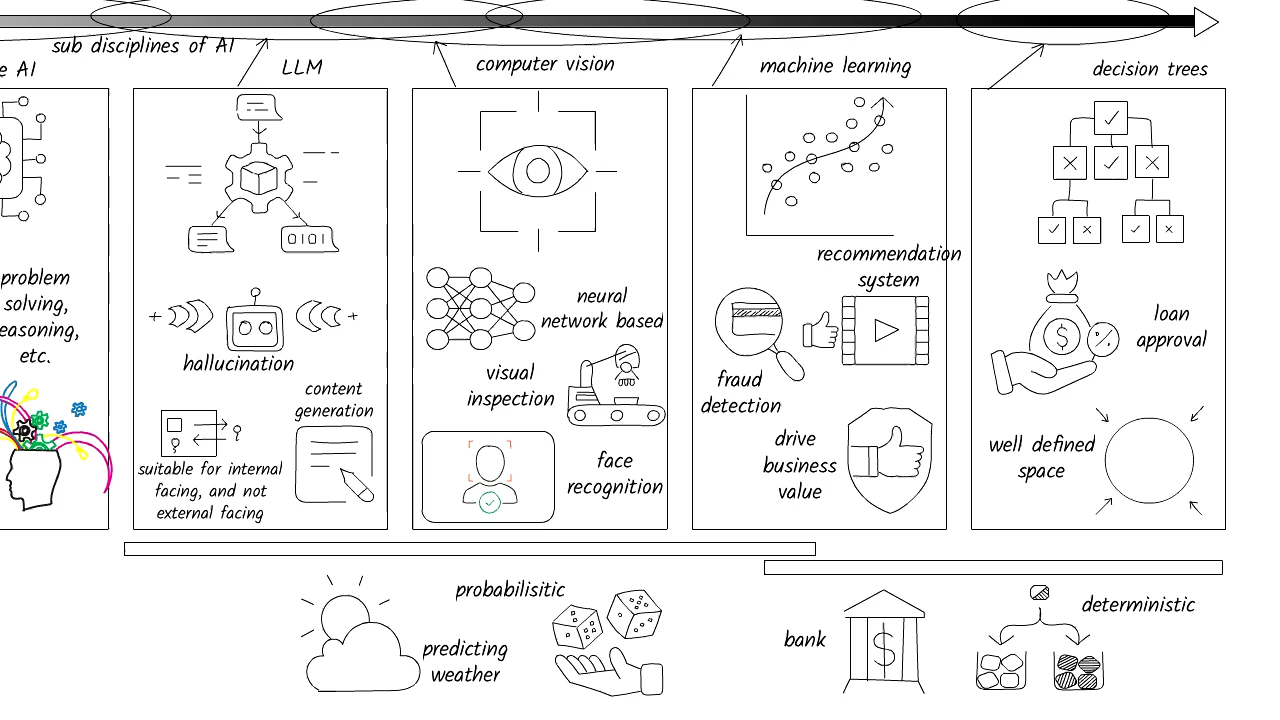 sub disciplines of AI
e AI
LLM
computer vision
machine learning
decision trees
problem
solving,
easoning,
etc.
0101
hallucination
content
generation
suitable for internal
facing, and not
external facing
neural
network based
visual
inspection
face
recognition
recommendation
system
fraud
detection
drive
business
value
$
%
loan
approval
well defined
space
probabilisitic
predicting
weather
bank
$
deterministic